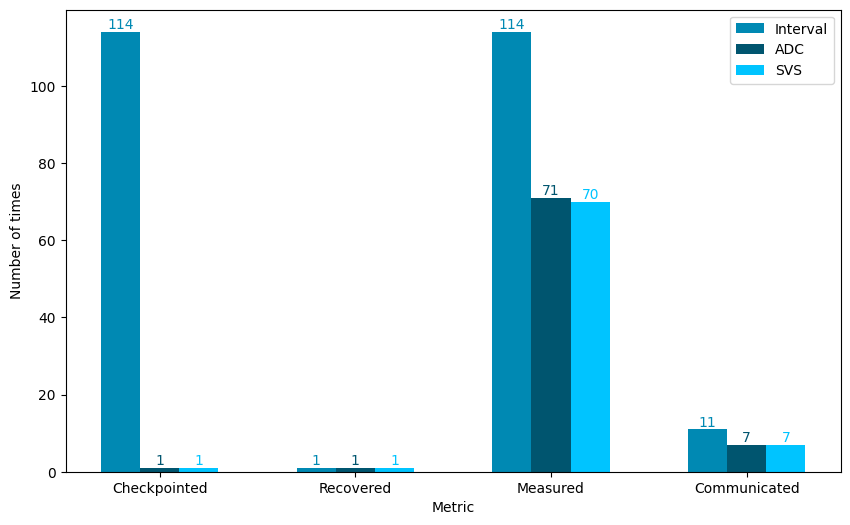 114
114
Interval
ADC
SVS
100
80
71
70
60
40
20
11
7
7
1
1
1
1
1
0
Checkpointed
Recovered
Measured
Communicated
Metric
Number of times